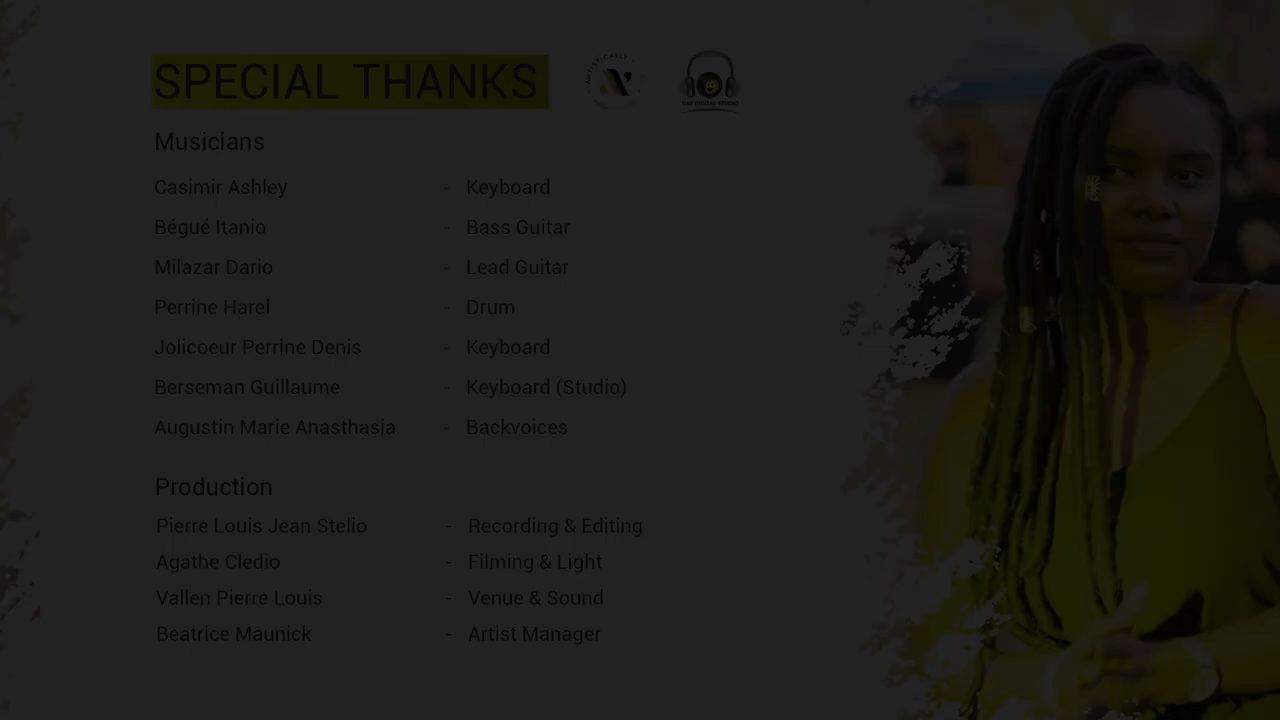 SPECIAL THANKS
Musicians
Casimir Ashley - Keyboard
Bégué Itanio - Bass Guitar
Milazar Dario - Lead Guitar
Perrine Harel - Drum
Jolicoeur Perrine Denis - Keyboard
Berseman Guillaume - Keyboard (Studio)
Augustin Marie Anasthasia - Backvoices
Production
Pierre Louis Jean Stelio - Recording & Editing
Agathe Cledio - Filming & Light
Vallen Pierre Louis - Venue & Sound
Beatrice Maunick - Artist Manager